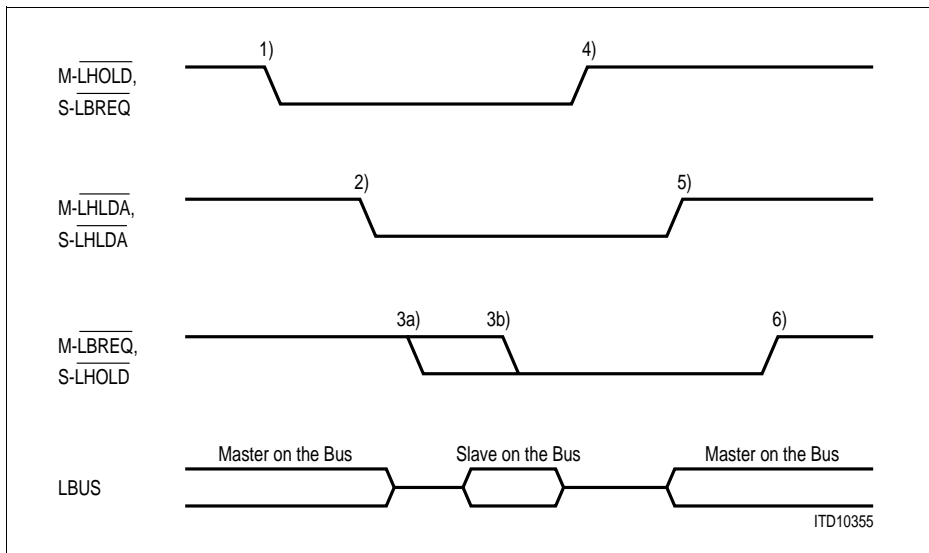 1) 4)
M-LHOLD,
S-LBREQ
2) 5)
M-LHLDA,
S-LHLDA
3a) 3b) 6)
M-LBREQ,
S-LHOLD
Master on the Bus Slave on the Bus Master on the Bus
LBUS
ITD10355